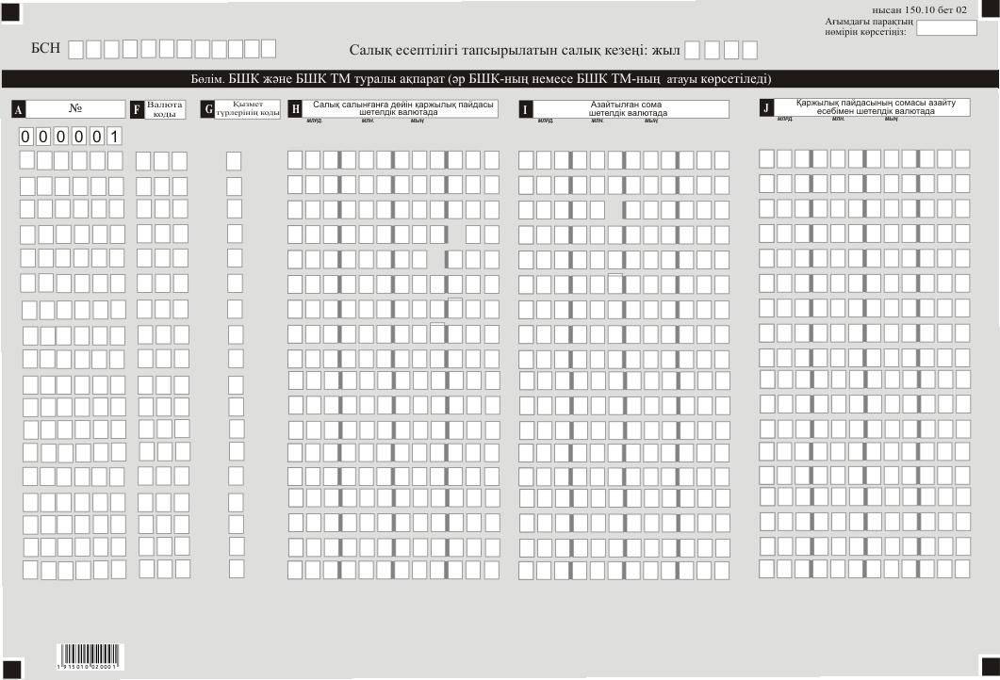 нысан 150.10 бет 02
Ағымдағы парақтың
нөмірін көрсетіңіз:
БСН
Салық есептілігі тапсырылатын салық кезеңі: жыл
Бөлім. БШК және БШК ТМ туралы ақпарат (әр БШК-ның немесе БШК ТМ-ның атауы көрсетіледі)
A №
F Валюта
коды
G Қызмет
түрлерінің коды
H Салық салынғанға дейін қаржылық пайдасы
шетелдік валютада
I Азайтылған сома
шетелдік валютада
J Қаржылық пайдасының сомасы азайту
есебімен шетелдік валютада
млрд. млн. мың
млрд. млн. мың
млрд. млн. мың
000001
1915010020001